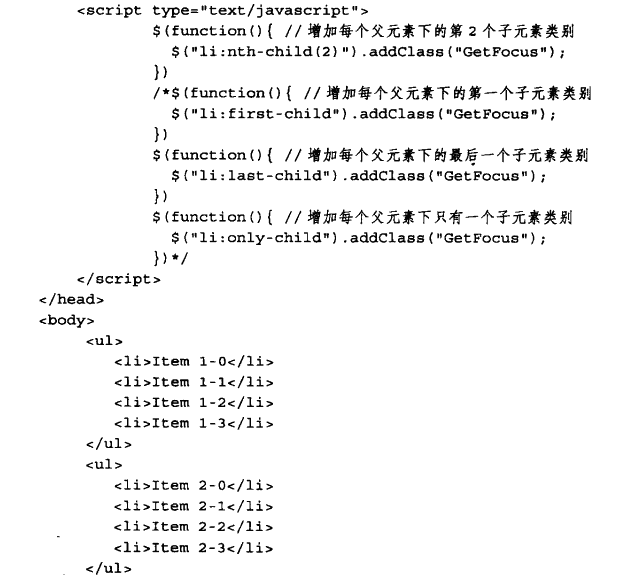 <script type="text/javascript">
$(function(){ //增加每个父元素下的第2个子元素类别
$("li:nth-child(2)").addClass("GetFocus");
})
/*$(function(){ //增加每个父元素下的第一个子元素类别
$("li:first-child").addClass("GetFocus");
})
$(function(){ //增加每个父元素下的最后一个子元素类别
$("li:last-child").addClass("GetFocus");
})
$(function(){ //增加每个父元素下只有一个子元素类别
$("li:only-child").addClass("GetFocus");
})*/
</script>
</head>
<body>
<ul>
<li>Item 1-0</li>
<li>Item 1-1</li>
<li>Item 1-2</li>
<li>Item 1-3</li>
</ul>
<ul>
<li>Item 2-0</li>
<li>Item 2-1</li>
<li>Item 2-2</li>
<li>Item 2-3</li>
</ul>